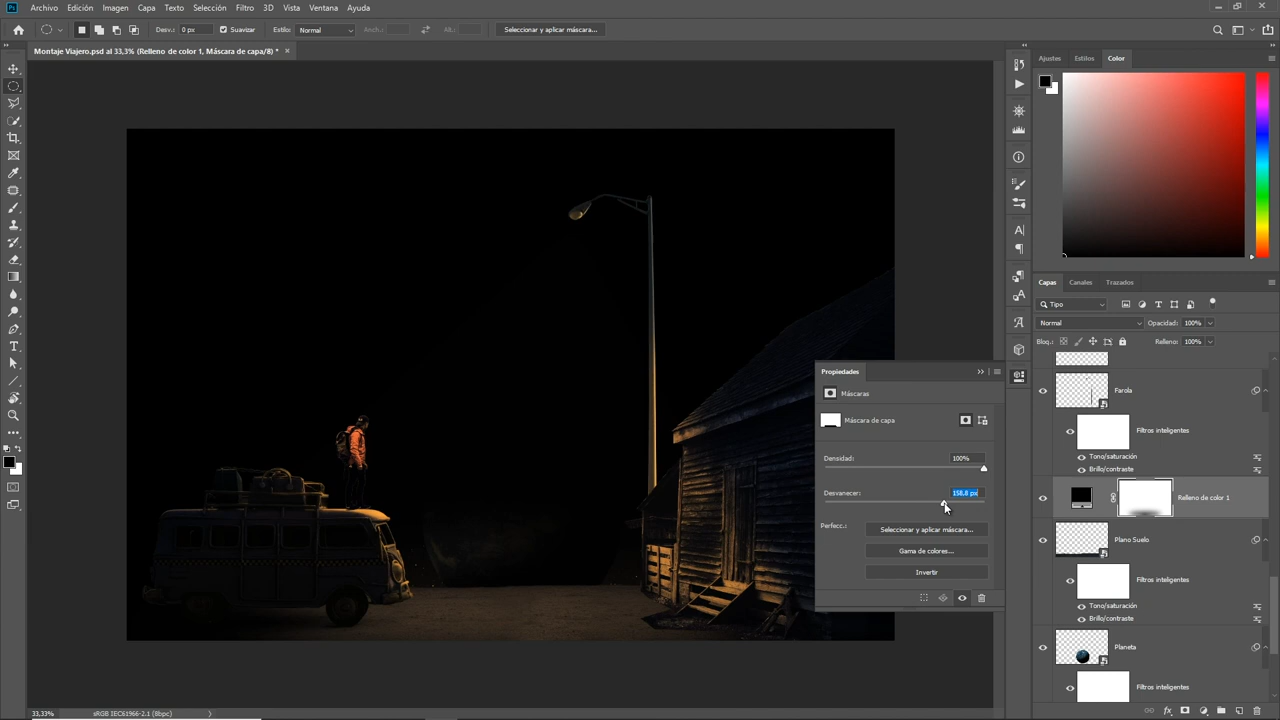 Ps Archivo Edición Imagen Capa Texto Selección Filtro 3D Vista Ventana Ayuda
Desv.: 0 px Suavizar Estilo: Normal Anch.: Alt.: Seleccionar y aplicar máscara...
Montaje Viajero.psd al 33,3% (Relleno de color 1, Máscara de capa/8) * ×
Ajustes Estilos Color
Propiedades
Máscaras
Máscara de capa
Densidad: 100%
Desvanecer: 158,8 px
Perfecc.: Seleccionar y aplicar máscara...
Gama de colores...
Invertir
Capas Canales Trazados
Tipo
Normal Opacidad: 100%
Bloq.: Relleno: 100%
Farola
Filtros inteligentes
Tono/saturación
Brillo/contraste
Relleno de color 1
Plano Suelo
Filtros inteligentes
Tono/saturación
Brillo/contraste
Planeta
Filtros inteligentes
33,33% sRGB IEC61966-2.1 (8bpc)